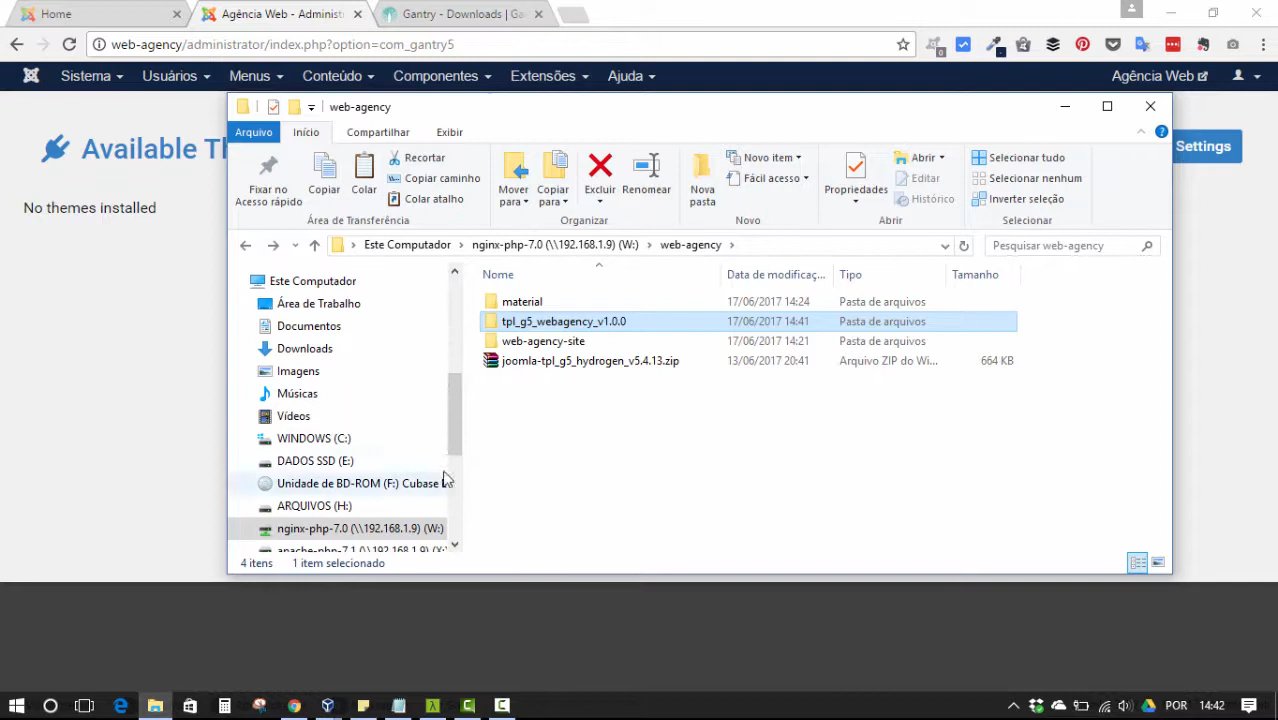 Home
Agência Web - Administ
Gantry - Downloads | Ga
web-agency/administrator/index.php?option=com_gantry5
Sistema Usuários Menus Conteúdo Componentes Extensões Ajuda Agência Web
Available Th
Settings
No themes installed
web-agency
Arquivo Início Compartilhar Exibir
Fixar no Acesso rápido
Copiar
Colar
Recortar
Copiar caminho
Colar atalho
Área de Transferência
Mover para
Copiar para
Excluir
Renomear
Organizar
Nova pasta
Novo item
Fácil acesso
Novo
Propriedades
Abrir
Editar
Histórico
Abrir
Selecionar tudo
Selecionar nenhum
Inverter seleção
Selecionar
Este Computador nginx-php-7.0 (\\192.168.1.9) (W:) web-agency
Pesquisar web-agency
Este Computador
Área de Trabalho
Documentos
Downloads
Imagens
Músicas
Vídeos
WINDOWS (C:)
DADOS SSD (E:)
Unidade de BD-ROM (F:) Cubase
ARQUIVOS (H:)
nginx-php-7.0 (\\192.168.1.9) (W:)
apache-php-7.1 (\\192.168.1.9) (X:
Nome Data de modificaç... Tipo Tamanho
material 17/06/2017 14:24 Pasta de arquivos
tpl_g5_webagency_v1.0.0 17/06/2017 14:41 Pasta de arquivos
web-agency-site 17/06/2017 14:21 Pasta de arquivos
joomla-tpl_g5_hydrogen_v5.4.13.zip 13/06/2017 20:41 Arquivo ZIP do Wi... 664 KB
4 itens 1 item selecionado
POR 14:42